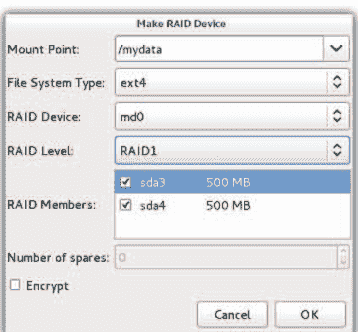 Make RAID Device
Mount Point: /mydata
File System Type: ext4
RAID Device: md0
RAID Level: RAID1
sda3 500 MB
RAID Members: sda4 500 MB
Number of spares: 0
Encrypt
Cancel OK